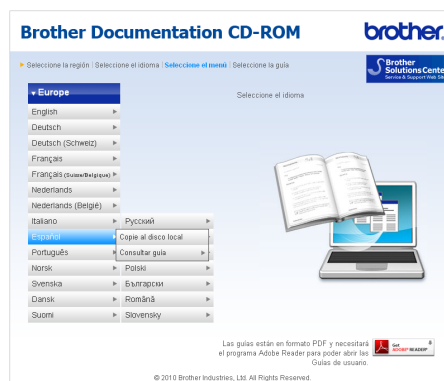 Brother Documentation CD-ROM
brother
Seleccione la región | Seleccione el idioma | Seleccione el menú | Seleccione la guía
Brother
Solutions Center
Service & Support Web Site
Europe
Seleccione el idioma
English
Deutsch
Deutsch (Schweiz)
Français
Français (Suisse/Belgique)
Nederlands
Nederlands (België)
Italiano
Русский
Español
Copie al disco local
Português
Consultar guía
Norsk
Polski
Svenska
Български
Dansk
Română
Suomi
Slovensky
Las guías están en formato PDF y necesitará
el programa Adobe Reader para poder abrir las
Guías de usuario.
Get
ADOBE® READER®
© 2010 Brother Industries, Ltd. All Rights Reserved.